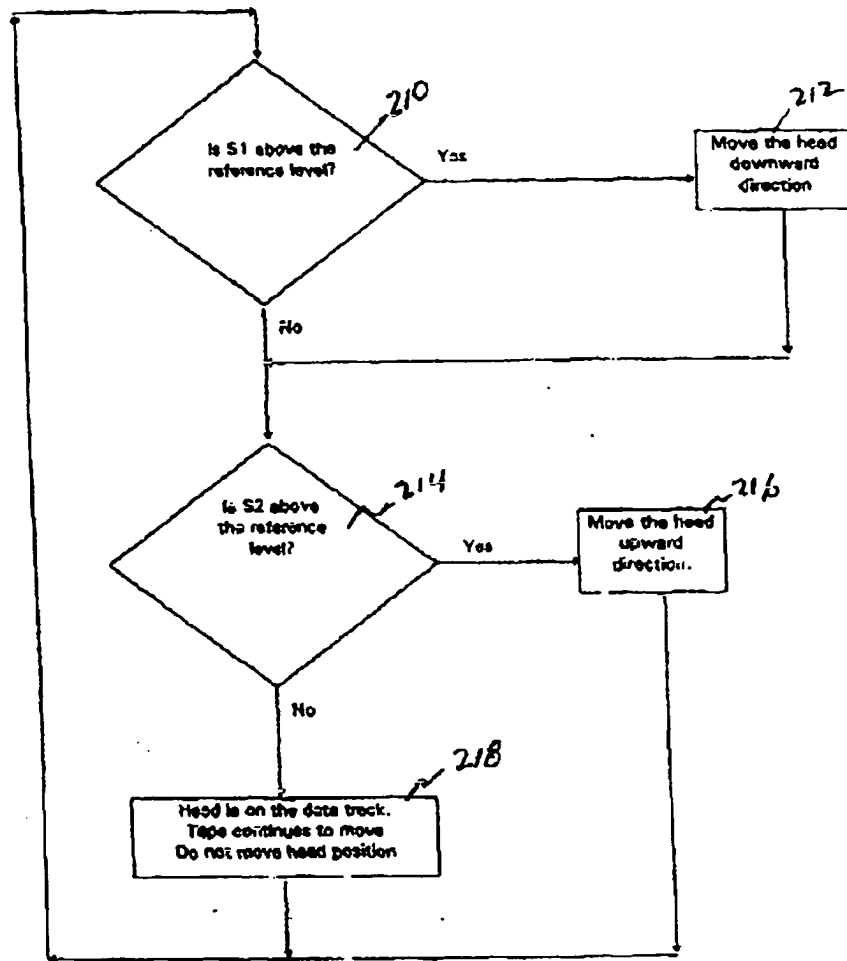 210
Is S1 above the
reference level?
Yes
212
Move the head
downward
direction
No
214
Is S2 above
the reference
level?
Yes
216
Move the head
upward
direction.
No
218
Head is on the data track.
Tape continues to move
Do not move head position